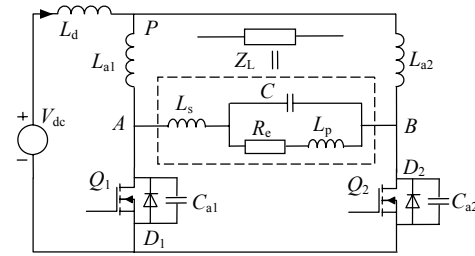 L_d
P
L_a1
Z_L
=
L_a2
C
L_s
V_dc
+
−
A
R_e
L_p
B
Q_1
C_a1
D_2
Q_2
C_a2
D_1